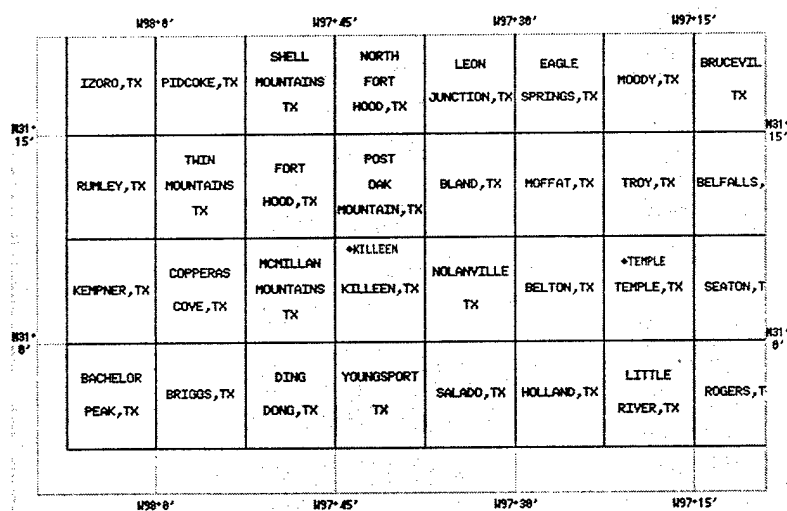 W98°0' W97°45' W97°30' W97°15'
IZORO,TX
PIDCOKE,TX
SHELL
MOUNTAINS
TX
NORTH
FORT
HOOD,TX
LEON
JUNCTION,TX
EAGLE
SPRINGS,TX
MOODY,TX
BRUCEVIL
TX
N31°
15'
N31°
15'
RUMLEY,TX
TWIN
MOUNTAINS
TX
FORT
HOOD,TX
POST
OAK
MOUNTAIN,TX
BLAND,TX
MOFFAT,TX
TROY,TX
BELFALLS,
KEMPNER,TX
COPPERAS
COVE,TX
MCMILLAN
MOUNTAINS
TX
KILLEEN
KILLEEN,TX
NOLANVILLE
TX
BELTON,TX
TEMPLE
TEMPLE,TX
SEATON,T
N31°
0'
N31°
0'
BACHELOR
PEAK,TX
BRIGGS,TX
DING
DONG,TX
YOUNGSPORT
TX
SALADO,TX
HOLLAND,TX
LITTLE
RIVER,TX
ROGERS,T
W98°0' W97°45' W97°30' W97°15'